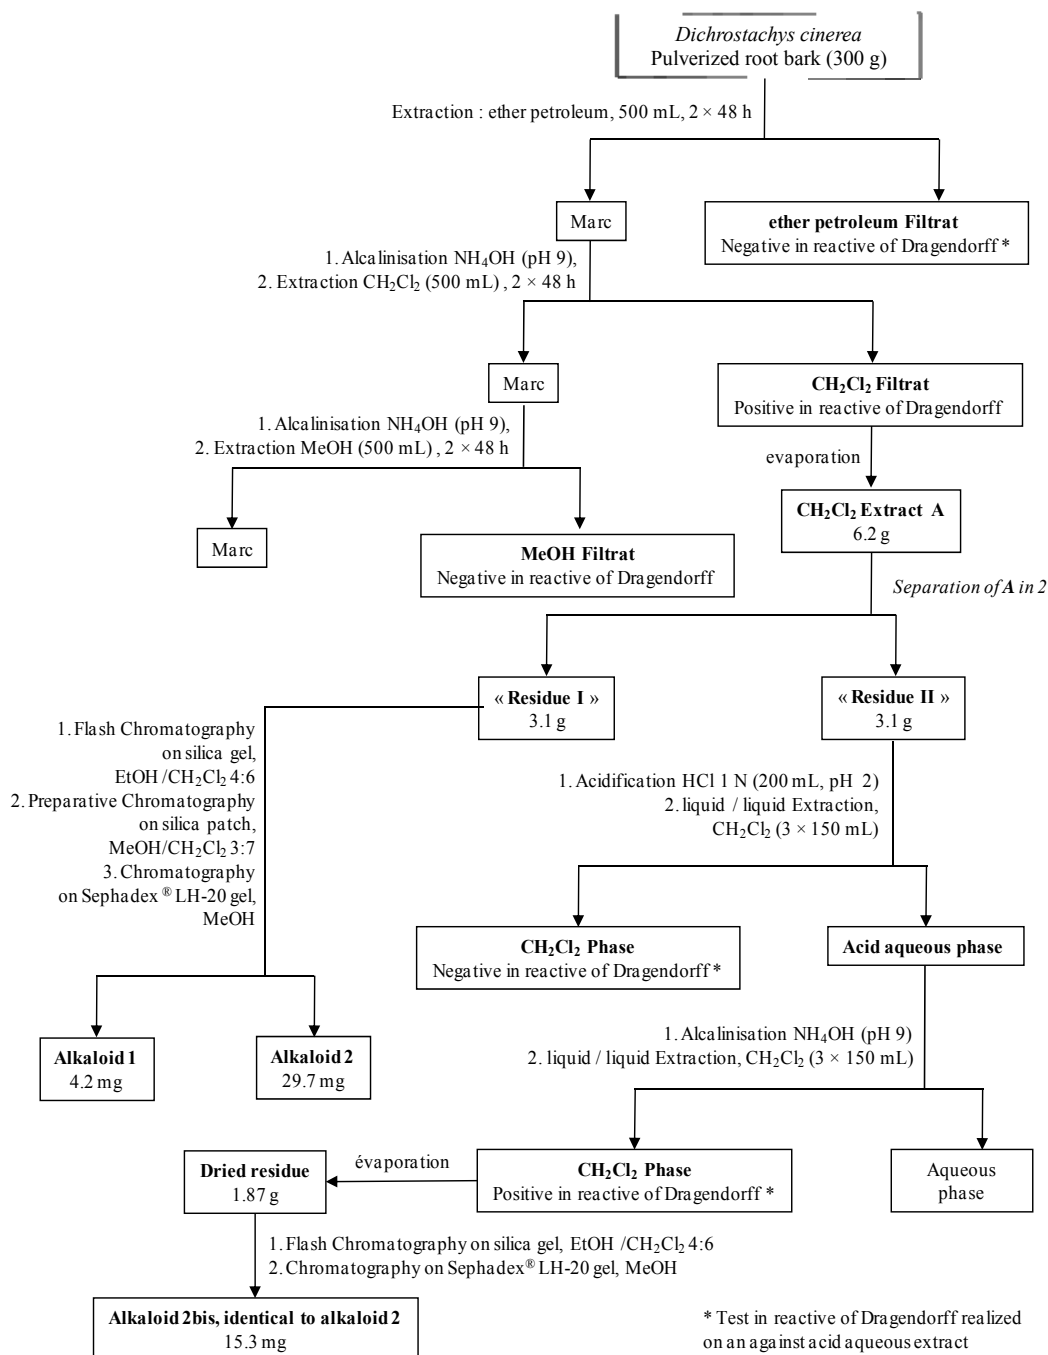 Dichrostachys cinerea
Pulverized root bark (300 g)
Extraction : ether petroleum, 500 mL, 2 × 48 h
Marc
ether petroleum Filtrat
Negative in reactive of Dragendorff *
1. Alcalinisation NH₄OH (pH 9),
2. Extraction CH₂Cl₂ (500 mL) , 2 × 48 h
Marc
CH₂Cl₂ Filtrat
Positive in reactive of Dragendorff
1. Alcalinisation NH₄OH (pH 9),
2. Extraction MeOH (500 mL) , 2 × 48 h
evaporation
Marc
MeOH Filtrat
Negative in reactive of Dragendorff
CH₂Cl₂ Extract A
6.2 g
Separation of A in 2
« Residue I »
3.1 g
« Residue II »
3.1 g
1. Flash Chromatography
on silica gel,
EtOH /CH₂Cl₂ 4:6
2. Preparative Chromatography
on silica patch,
MeOH/CH₂Cl₂ 3:7
3. Chromatography
on Sephadex® LH-20 gel,
MeOH
1. Acidification HCl 1 N (200 mL, pH 2)
2. liquid / liquid Extraction,
CH₂Cl₂ (3 × 150 mL)
CH₂Cl₂ Phase
Negative in reactive of Dragendorff *
Acid aqueous phase
Alkaloid 1
4.2 mg
Alkaloid 2
29.7 mg
1. Alcalinisation NH₄OH (pH 9)
2. liquid / liquid Extraction, CH₂Cl₂ (3 × 150 mL)
Dried residue
1.87 g
évaporation
CH₂Cl₂ Phase
Positive in reactive of Dragendorff *
Aqueous
phase
1. Flash Chromatography on silica gel, EtOH /CH₂Cl₂ 4:6
2. Chromatography on Sephadex® LH-20 gel, MeOH
Alkaloid 2bis, identical to alkaloid 2
15.3 mg
* Test in reactive of Dragendorff realized
on an against acid aqueous extract